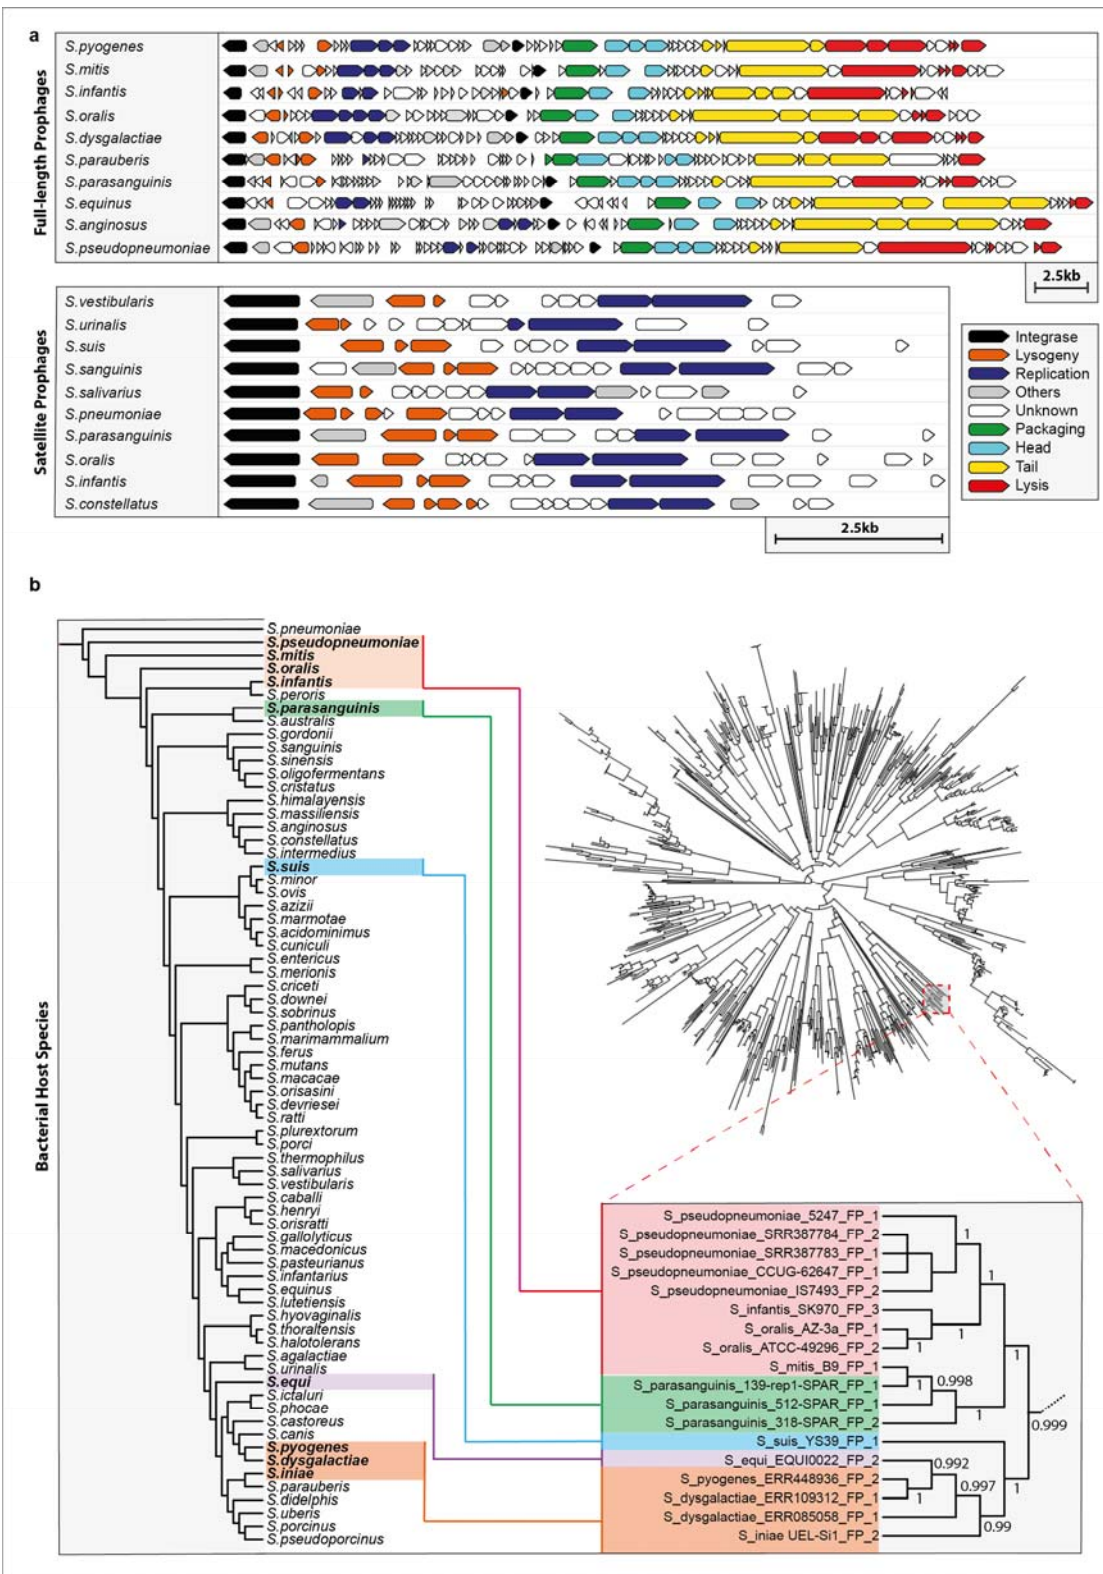 a
Full-length Prophages
S.pyogenes
S.mitis
S.infantis
S.oralis
S.dysgalactiae
S.parauberis
S.parasanguinis
S.equinus
S.anginosus
S.pseudopneumoniae
2.5kb
Satellite Prophages
S.vestibularis
S.urinalis
S.suis
S.sanguinis
S.salivarius
S.pneumoniae
S.parasanguinis
S.oralis
S.infantis
S.constellatus
2.5kb
Integrase
Lysogeny
Replication
Others
Unknown
Packaging
Head
Tail
Lysis
b
Bacterial Host Species
S.pneumoniae
S.pseudopneumoniae
S.mitis
S.oralis
S.infantis
S.peroris
S.parasanguinis
S.australis
S.gordonii
S.sanguinis
S.sinensis
S.oligofermentans
S.cristatus
S.himalayensis
S.massiliensis
S.anginosus
S.constellatus
S.intermedius
S.suis
S.minor
S.ovis
S.azizii
S.marmotae
S.acidominimus
S.cuniculi
S.entericus
S.merionis
S.criceti
S.downei
S.sobrinus
S.pantholopis
S.marimammalium
S.ferus
S.mutans
S.macacae
S.orisasini
S.devriesei
S.ratti
S.plurextorum
S.porci
S.thermophilus
S.salivarius
S.vestibularis
S.caballi
S.henryi
S.orisratti
S.gallolyticus
S.macedonicus
S.pasteurianus
S.infantarius
S.equinus
S.lutetiensis
S.hyovaginalis
S.thoraltensis
S.halotolerans
S.agalactiae
S.urinalis
S.equi
S.ictaluri
S.phocae
S.castoreus
S.canis
S.pyogenes
S.dysgalactiae
S.iniae
S.parauberis
S.didelphis
S.uberis
S.porcinus
S.pseudoporcinus
S_pseudopneumoniae_5247_FP_1
S_pseudopneumoniae_SRR387784_FP_2
S_pseudopneumoniae_SRR387783_FP_1
S_pseudopneumoniae_CCUG-62647_FP_1
S_pseudopneumoniae_IS7493_FP_2
S_infantis_SK970_FP_3
S_oralis_AZ-3a_FP_1
S_oralis_ATCC-49296_FP_2
S_mitis_B9_FP_1
S_parasanguinis_139-rep1-SPAR_FP_1
S_parasanguinis_512-SPAR_FP_1
S_parasanguinis_318-SPAR_FP_2
S_suis_YS39_FP_1
S_equi_EQUI0022_FP_2
S_pyogenes_ERR448936_FP_2
S_dysgalactiae_ERR109312_FP_1
S_dysgalactiae_ERR085058_FP_1
S_iniae UEL-Si1_FP_2
1
1
1
1
1
0.998
1
0.999
0.992
1
0.997
1
0.99